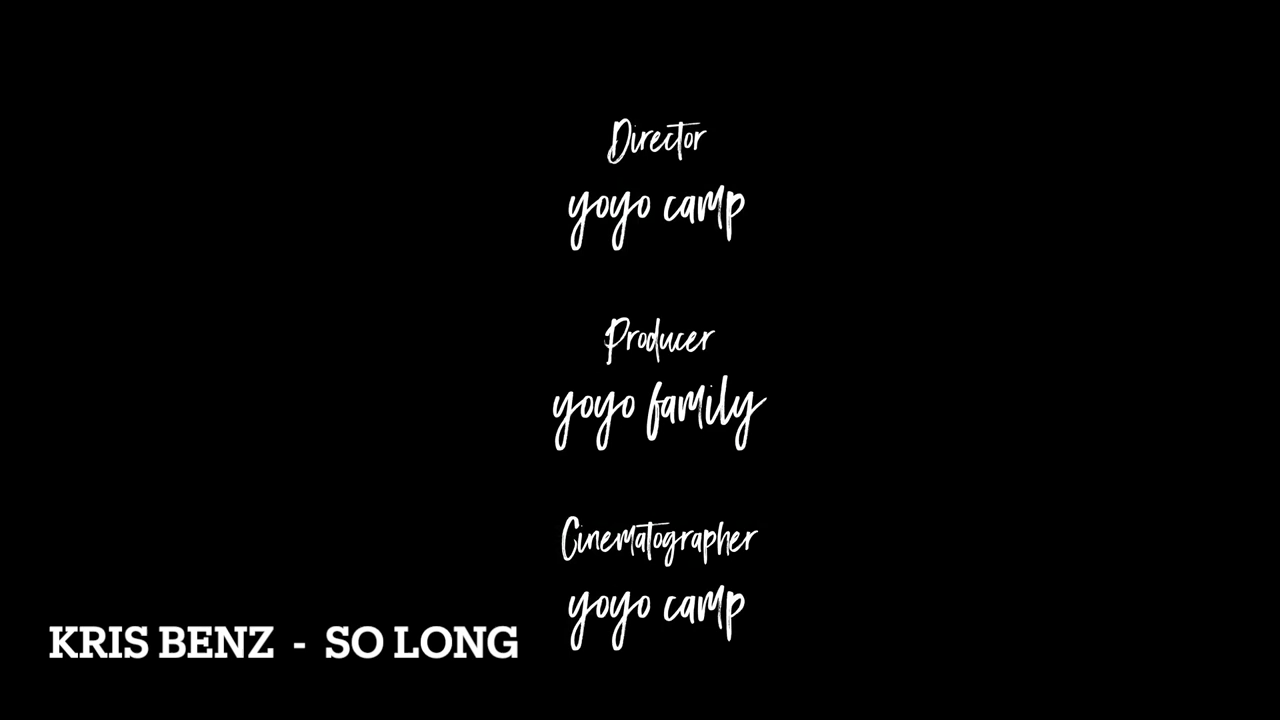 Director
yoyo camp
Producer
yoyo family
Cinematographer
yoyo camp
KRIS BENZ - SO LONG